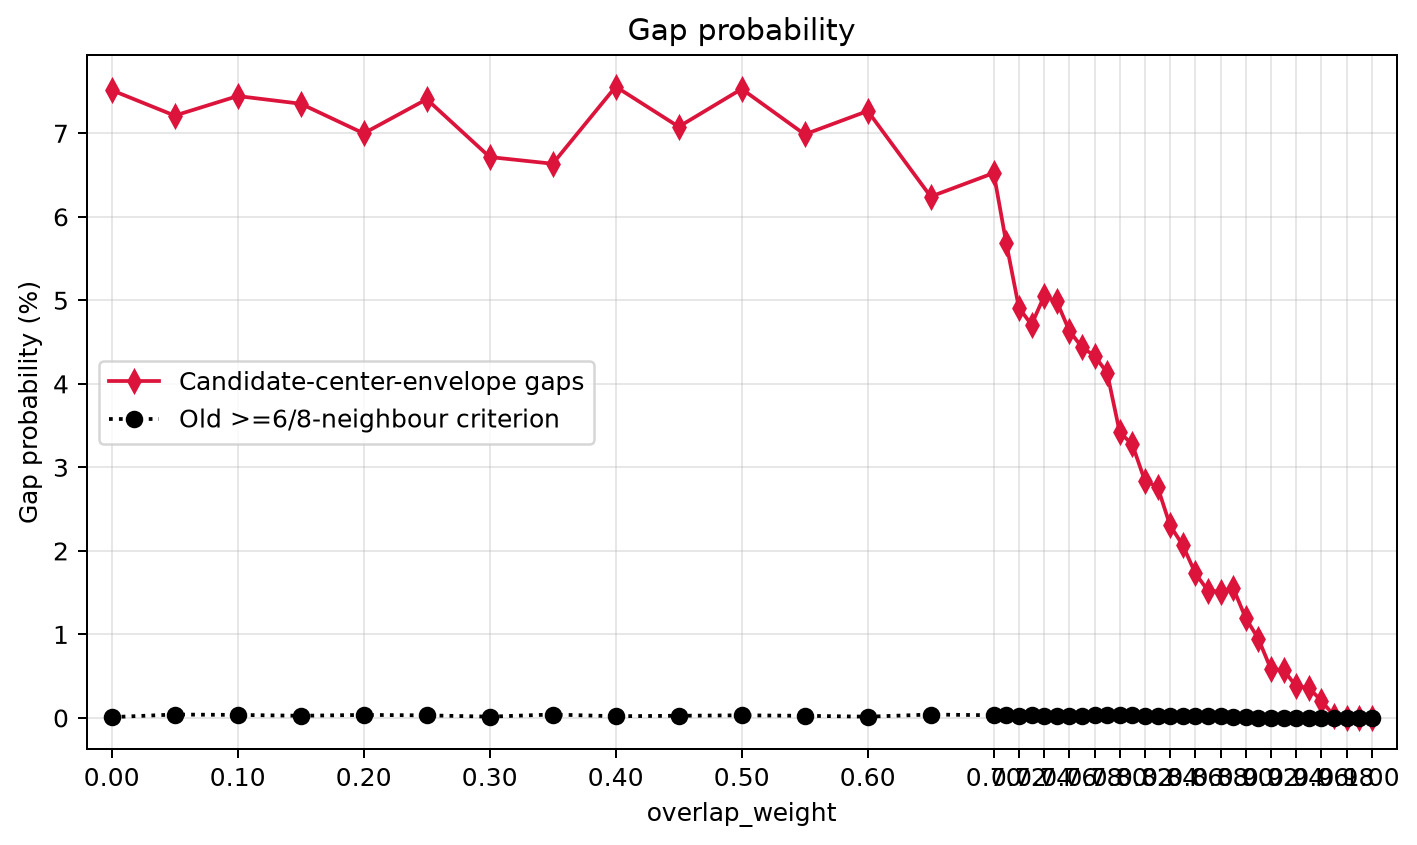 Gap probability
Gap probability (%)
7
6
5
4
3
2
1
0
Candidate-center-envelope gaps
Old >=6/8-neighbour criterion
0.00 0.10 0.20 0.30 0.40 0.50 0.60
overlap_weight